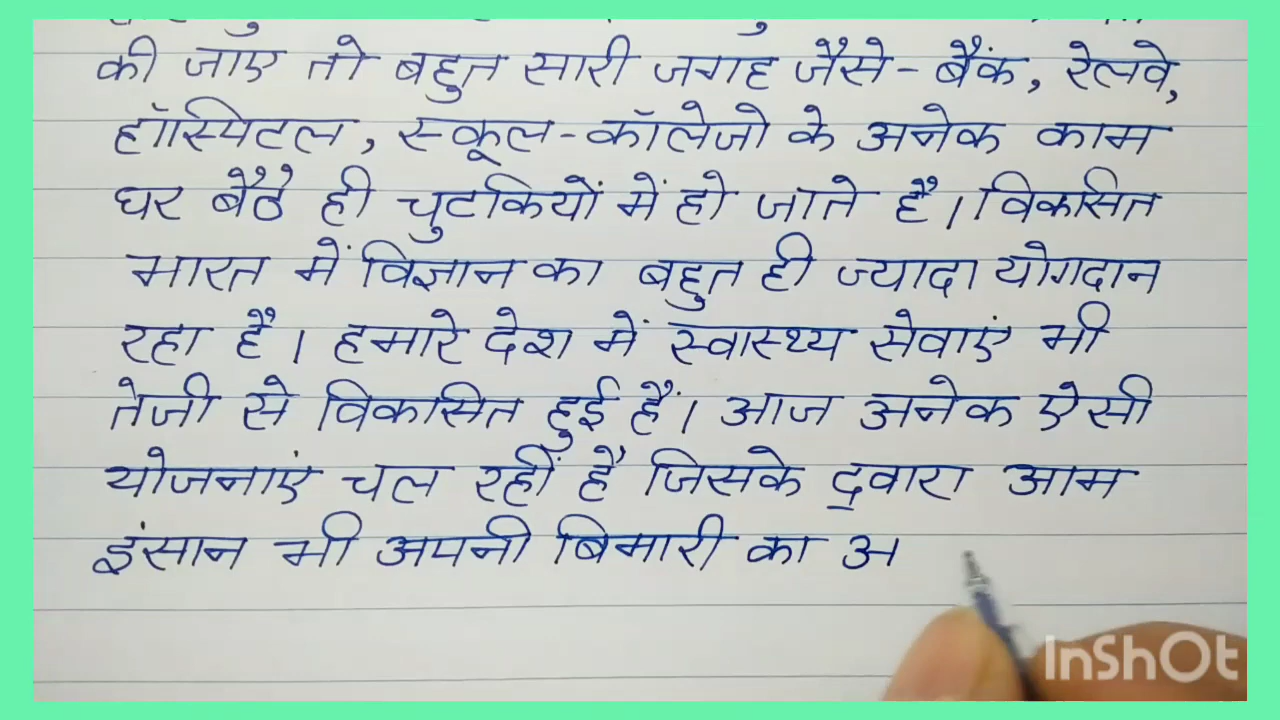 की जाए तो बहुत सारी जगह जैसे - बैंक, रेलवे,
हॉस्पिटल, स्कूल - कॉलेजो के अनेक काम
घर बैठे ही चुटकियों में हो जाते हैं। विकसित
भारत में विज्ञान का बहुत ही ज्यादा योगदान
रहा है। हमारे देश में स्वास्थ्य सेवाएं भी
तेजी से विकसित हुई हैं। आज अनेक ऐसी
योजनाएं चल रहीं हैं जिसके द्वारा आम
इंसान भी अपनी बिमारी का अ
InShOt